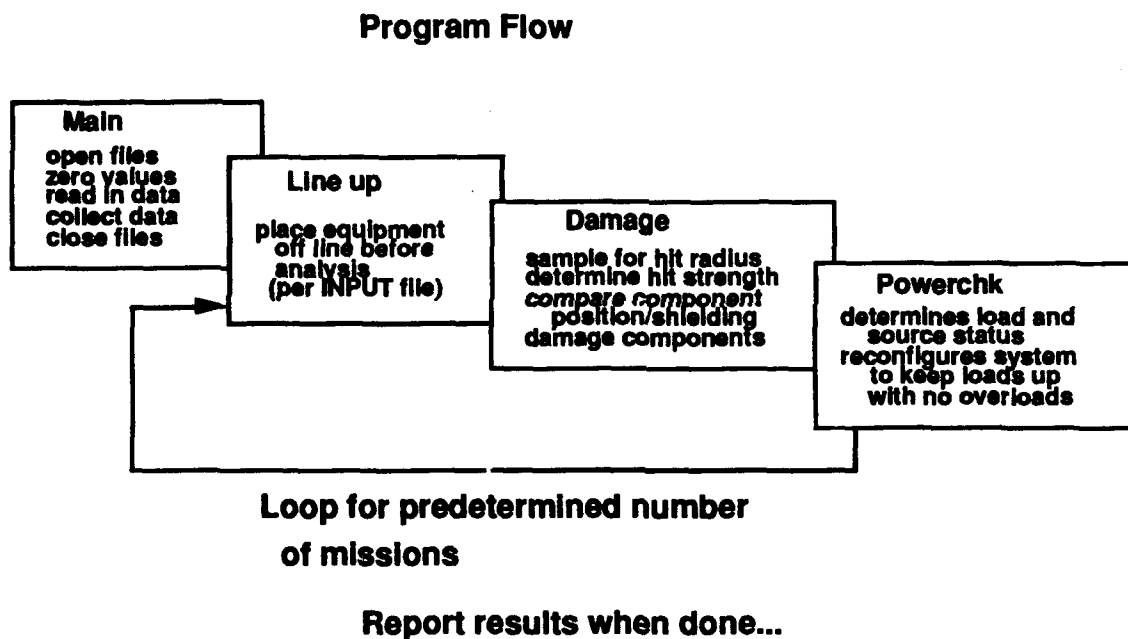 Program Flow
Main
open files
zero values
read in data
collect data
close files
Line up
place equipment
off line before
analysis
(per INPUT file)
Damage
sample for hit radius
determine hit strength
compare component
position/shielding
damage components
Powerchk
determines load and
source status
reconfigures system
to keep loads up
with no overloads
Loop for predetermined number
of missions
Report results when done...